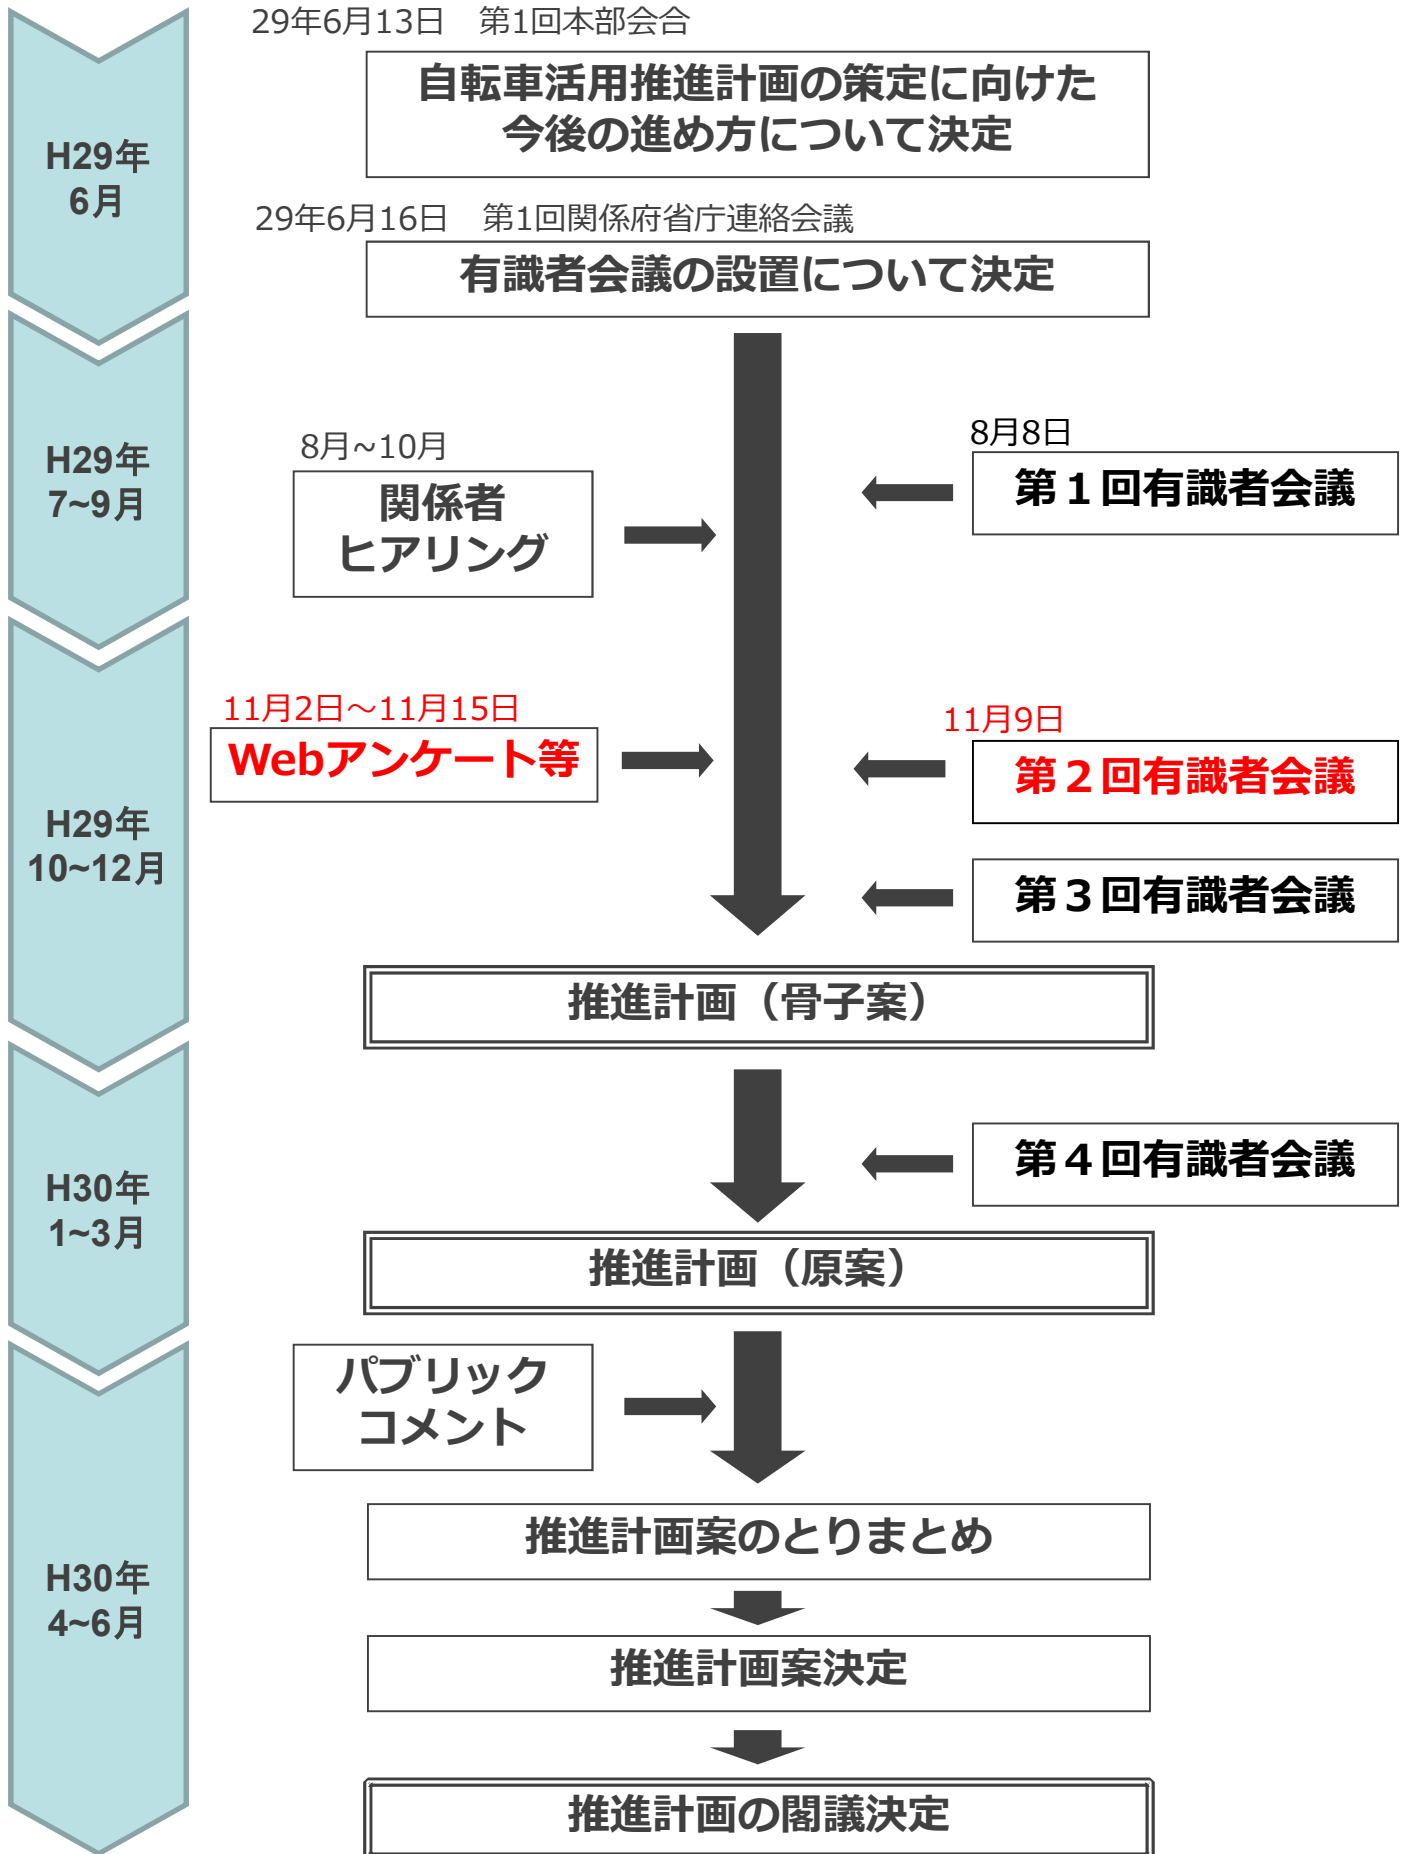 29年6月13日　第1回本部会合
自転車活用推進計画の策定に向けた
今後の進め方について決定
H29年
6月
29年6月16日　第1回関係府省庁連絡会議
有識者会議の設置について決定
H29年
7~9月
8月~10月
関係者
ヒアリング
8月8日
第１回有識者会議
11月2日～11月15日
Webアンケート等
11月9日
第２回有識者会議
H29年
10~12月
第３回有識者会議
推進計画（骨子案）
H30年
1~3月
第４回有識者会議
推進計画（原案）
パブリック
コメント
H30年
4~6月
推進計画案のとりまとめ
推進計画案決定
推進計画の閣議決定